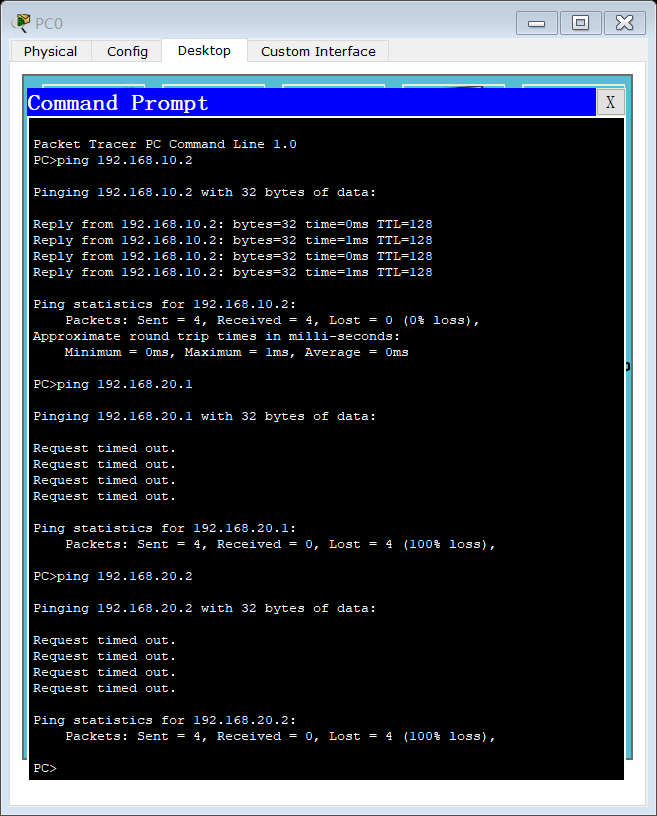 PC0
Physical Config Desktop Custom Interface
Command Prompt X
Packet Tracer PC Command Line 1.0
PC>ping 192.168.10.2
Pinging 192.168.10.2 with 32 bytes of data:
Reply from 192.168.10.2: bytes=32 time=0ms TTL=128
Reply from 192.168.10.2: bytes=32 time=1ms TTL=128
Reply from 192.168.10.2: bytes=32 time=0ms TTL=128
Reply from 192.168.10.2: bytes=32 time=1ms TTL=128
Ping statistics for 192.168.10.2:
Packets: Sent = 4, Received = 4, Lost = 0 (0% loss),
Approximate round trip times in milli-seconds:
Minimum = 0ms, Maximum = 1ms, Average = 0ms
PC>ping 192.168.20.1
Pinging 192.168.20.1 with 32 bytes of data:
Request timed out.
Request timed out.
Request timed out.
Request timed out.
Ping statistics for 192.168.20.1:
Packets: Sent = 4, Received = 0, Lost = 4 (100% loss),
PC>ping 192.168.20.2
Pinging 192.168.20.2 with 32 bytes of data:
Request timed out.
Request timed out.
Request timed out.
Request timed out.
Ping statistics for 192.168.20.2:
Packets: Sent = 4, Received = 0, Lost = 4 (100% loss),
PC>